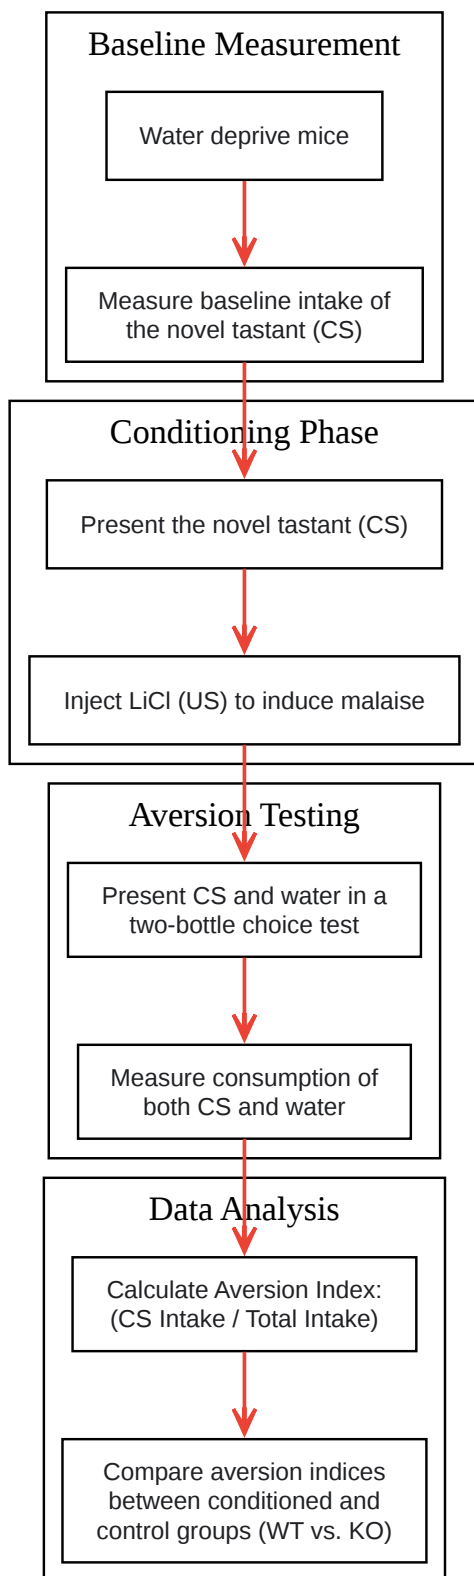 Baseline Measurement
Water deprive mice
Measure baseline intake of
the novel tastant (CS)
Conditioning Phase
Present the novel tastant (CS)
Inject LiCl (US) to induce malaise
Aversion Testing
Present CS and water in a
two-bottle choice test
Measure consumption of
both CS and water
Data Analysis
Calculate Aversion Index:
(CS Intake / Total Intake)
Compare aversion indices
between conditioned and
control groups (WT vs. KO)